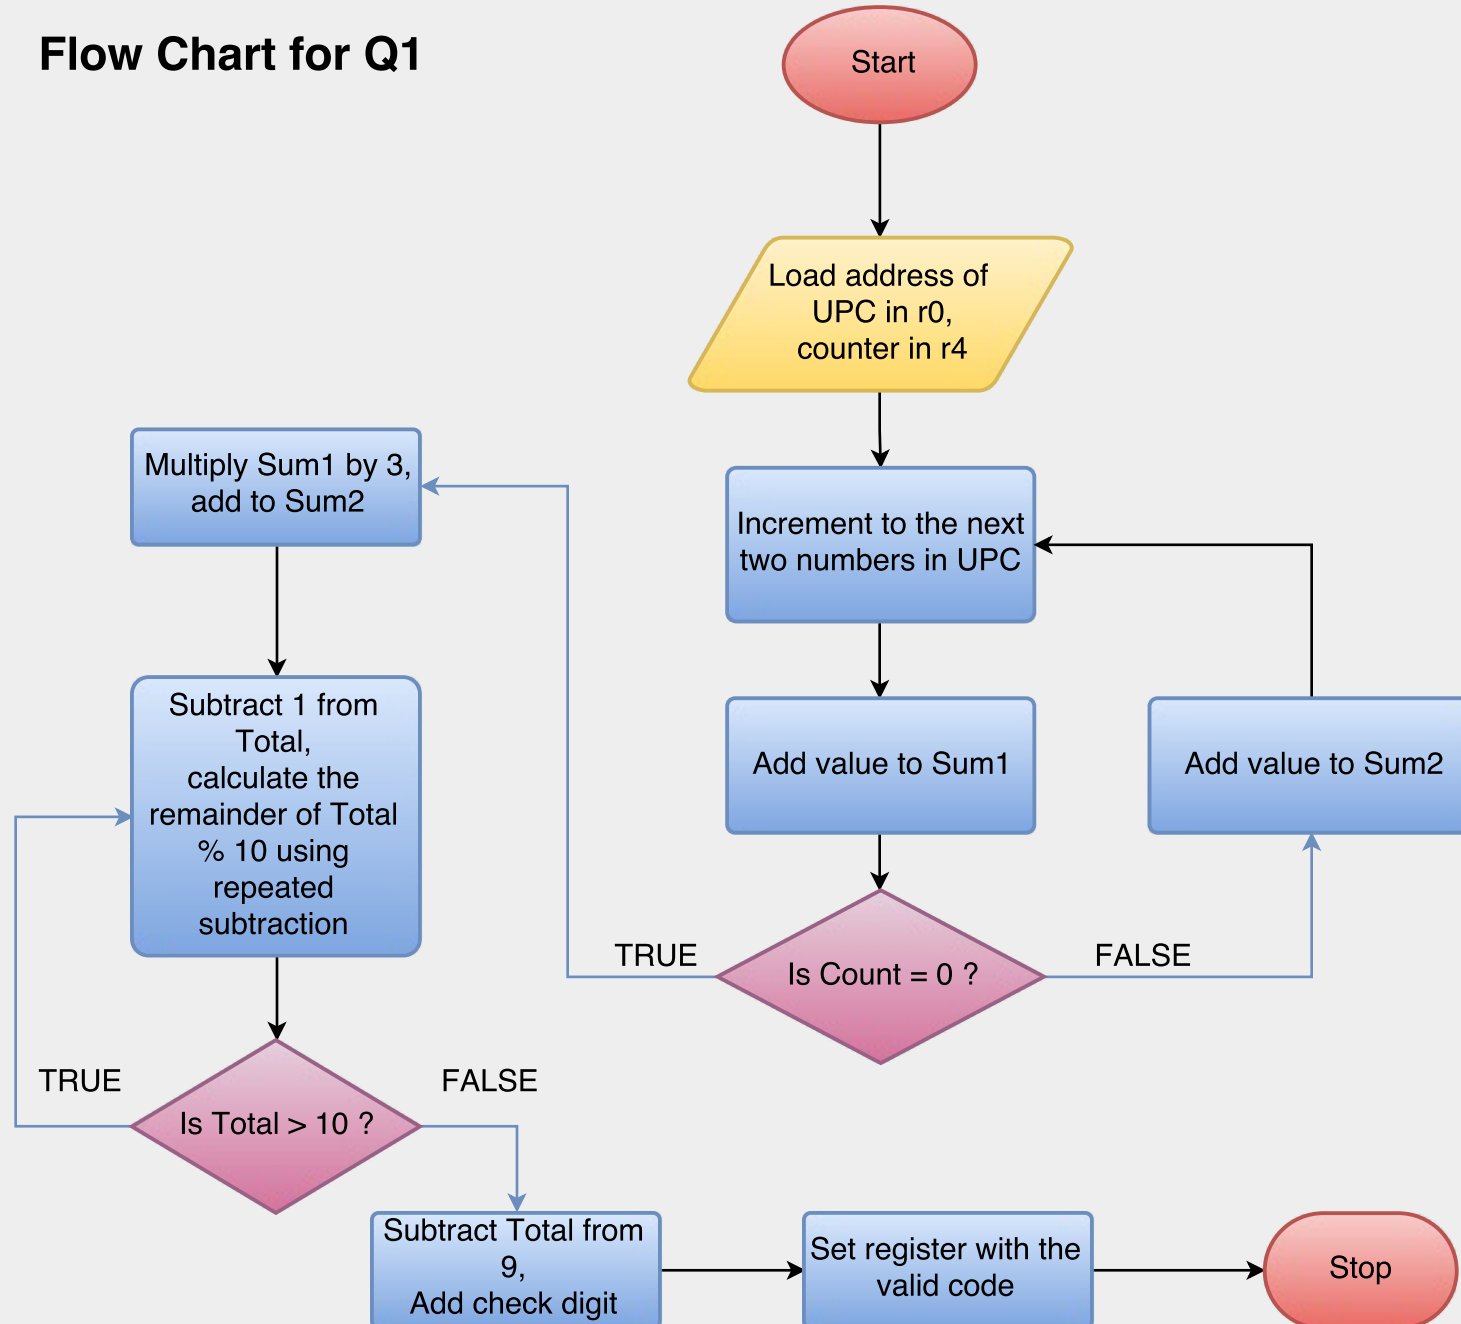 Flow Chart for Q1
Start
Load address of
UPC in r0,
counter in r4
Increment to the next
two numbers in UPC
Add value to Sum1
Add value to Sum2
Is Count = 0 ?
TRUE
FALSE
Multiply Sum1 by 3,
add to Sum2
Subtract 1 from
Total,
calculate the
remainder of Total
% 10 using
repeated
subtraction
Is Total > 10 ?
TRUE
FALSE
Subtract Total from
9,
Add check digit
Set register with the
valid code
Stop